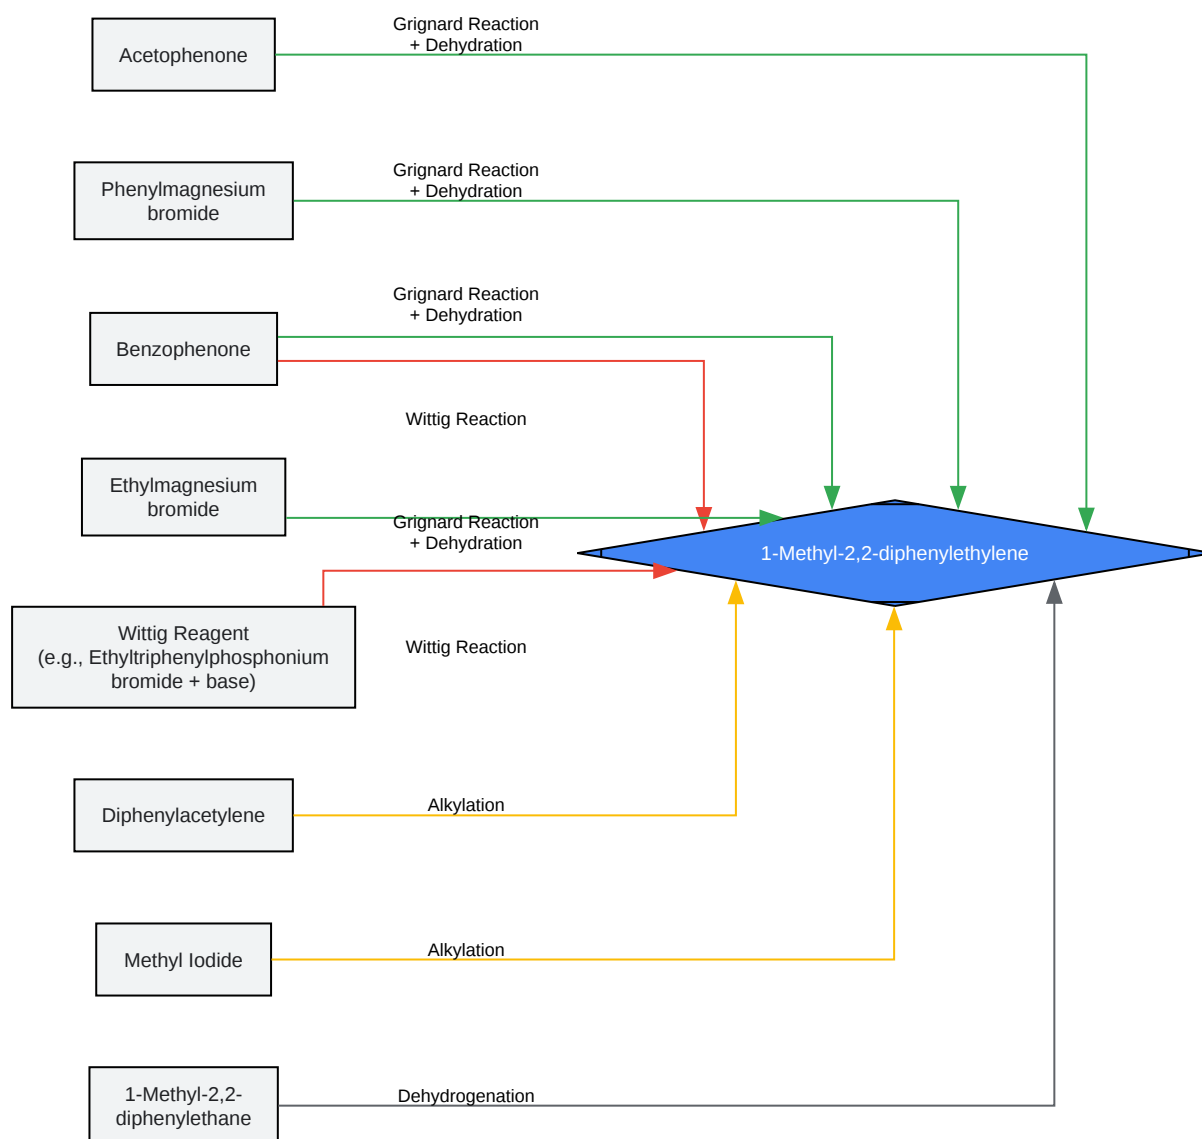 Grignard Reaction
+ Dehydration
Acetophenone
Grignard Reaction
+ Dehydration
Phenylmagnesium
bromide
Grignard Reaction
+ Dehydration
Benzophenone
Wittig Reaction
Ethylmagnesium
bromide
Grignard Reaction
+ Dehydration
1-Methyl-2,2-diphenylethylene
Wittig Reagent
(e.g., Ethyltriphenylphosphonium
bromide + base)
Wittig Reaction
Diphenylacetylene
Alkylation
Methyl Iodide
Alkylation
1-Methyl-2,2-
diphenylethane
Dehydrogenation